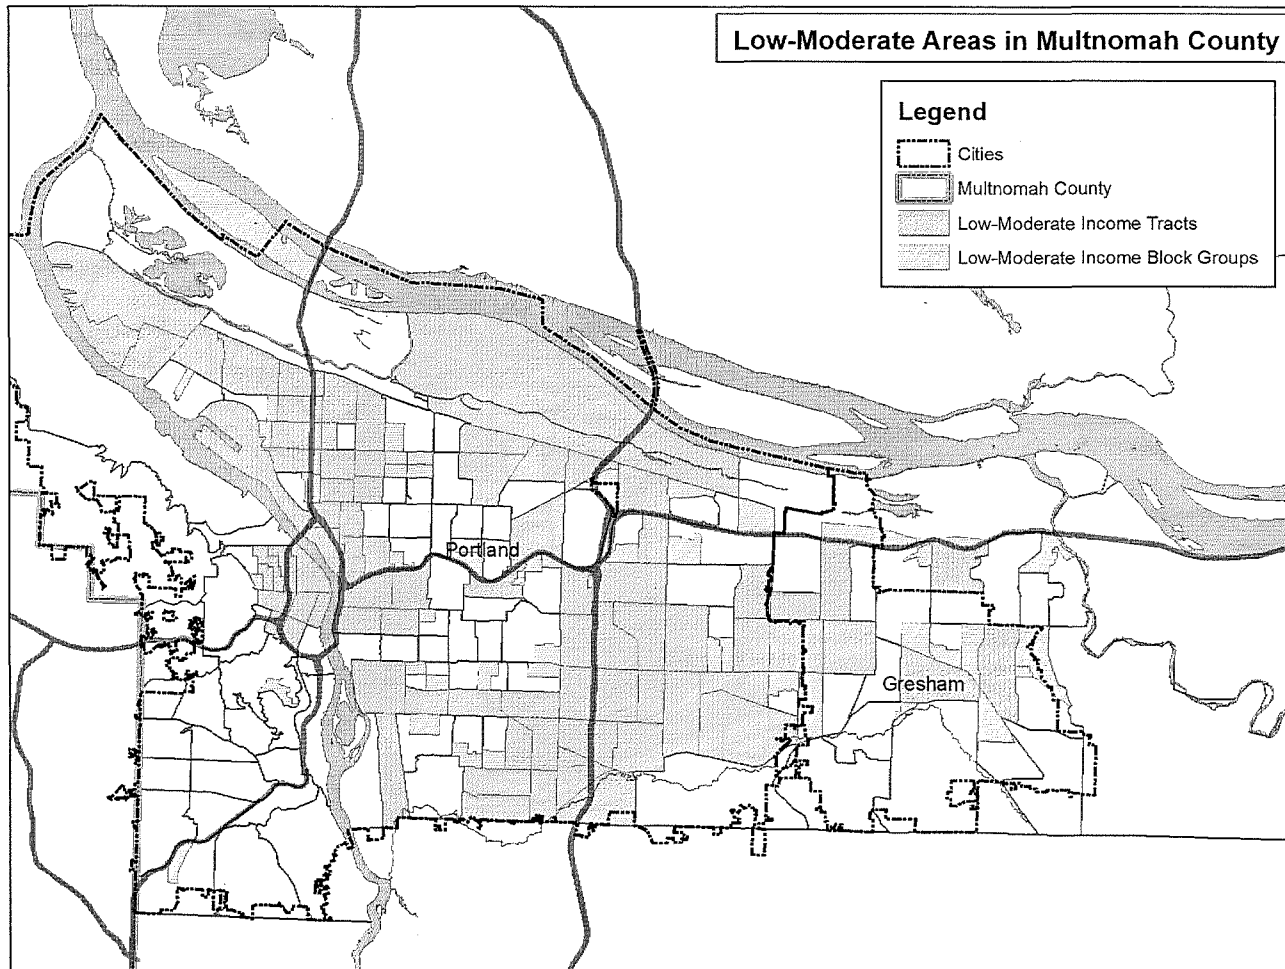 Low-Moderate Areas in Multnomah County
Legend
Cities
Multnomah County
Low-Moderate Income Tracts
Low-Moderate Income Block Groups
Portland
Gresham